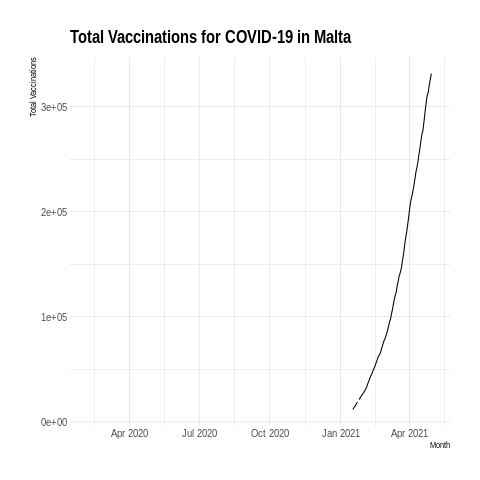 Total Vaccinations for COVID-19 in Malta
Total Vaccinations
3e+05
2e+05
1e+05
0e+00
Apr 2020 Jul 2020 Oct 2020 Jan 2021 Apr 2021
Month